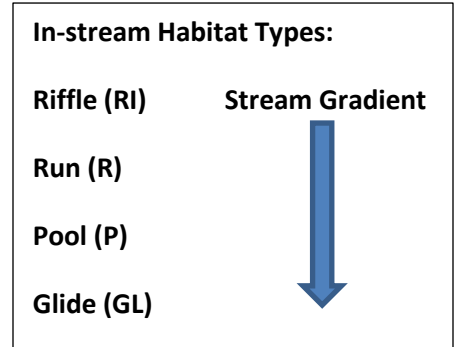 In-stream Habitat Types:
Riffle (RI) Stream Gradient
Run (R)
Pool (P)
Glide (GL)